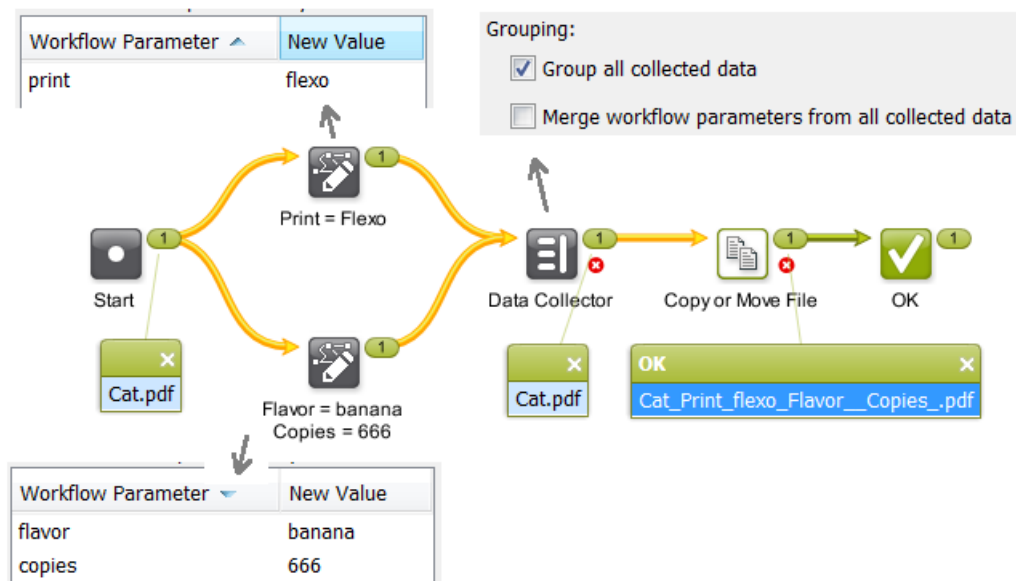 Workflow Parameter New Value
print flexo
Grouping:
Group all collected data
Merge workflow parameters from all collected data
1
Print = Flexo
1
Start
1
Data Collector
1
Copy or Move File
1
OK
1
Flavor = banana
Copies = 666
Cat.pdf
Cat.pdf
OK
Cat_Print_flexo_Flavor__Copies_.pdf
Workflow Parameter New Value
flavor banana
copies 666